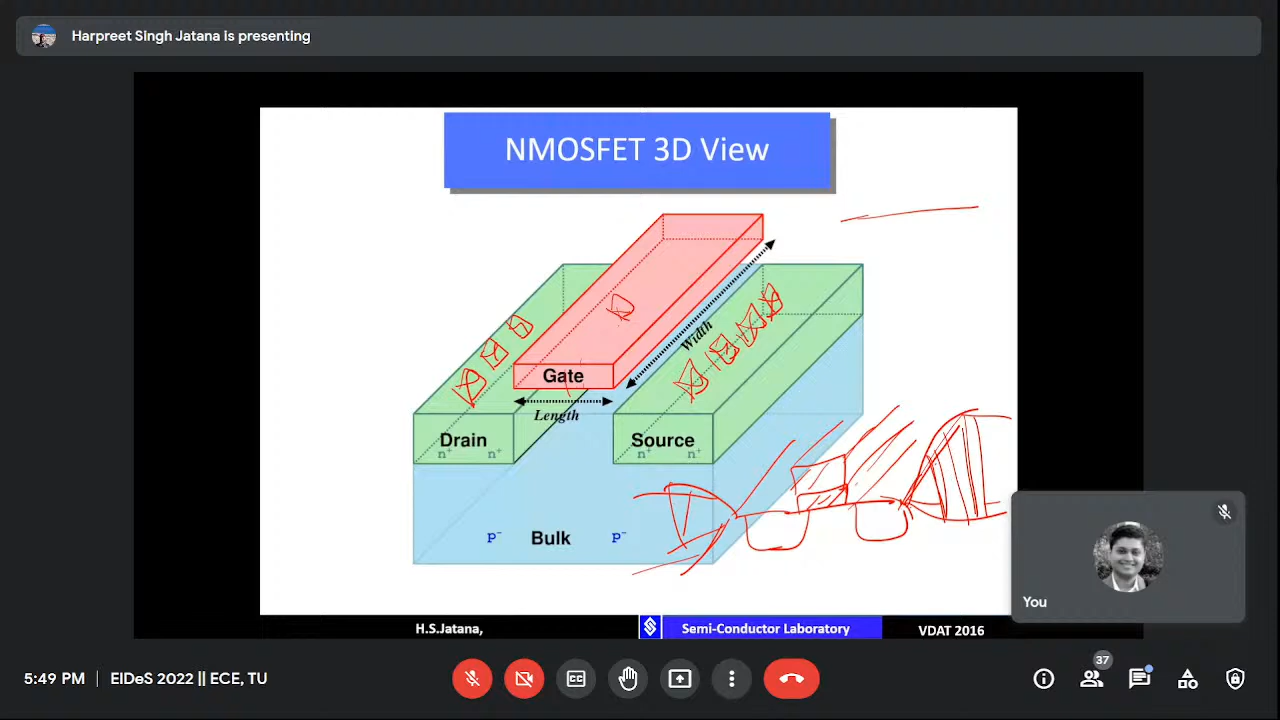 Harpreet Singh Jatana is presenting
NMOSFET 3D View
Width
Gate
Length
Drain
n⁺ n⁺
Source
n⁺ n⁺
p⁻ Bulk p⁻
You
H.S.Jatana,
Semi-Conductor Laboratory
VDAT 2016
5:49 PM | EIDeS 2022 || ECE, TU
CC
37